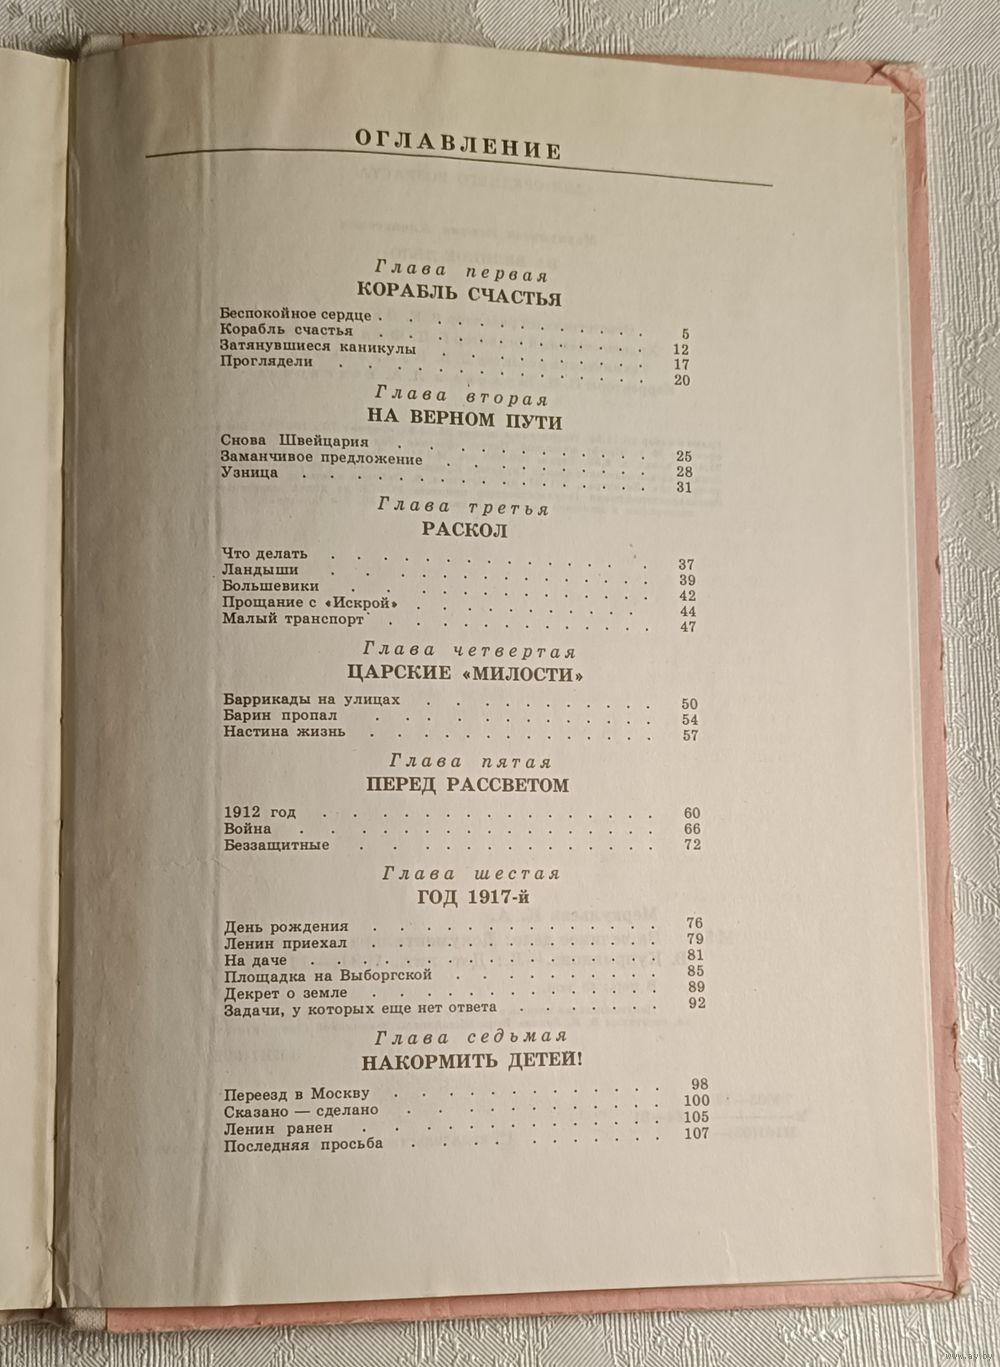 ОГЛАВЛЕНИЕ
Глава первая
КОРАБЛЬ СЧАСТЬЯ
Беспокойное сердце . . . . . . . . . . 5
Корабль счастья . . . . . . . . . . 12
Затянувшиеся каникулы . . . . . . . . 17
Проглядели . . . . . . . . . . . 20
Глава вторая
НА ВЕРНОМ ПУТИ
Снова Швейцария . . . . . . . . . 25
Заманчивое предложение . . . . . . . . 28
Узница . . . . . . . . . . . . 31
Глава третья
РАСКОЛ
Что делать . . . . . . . . . . . 37
Ландыши . . . . . . . . . . . 39
Большевики . . . . . . . . . . . 42
Прощание с «Искрой» . . . . . . . . . 44
Малый транспорт . . . . . . . . . . 47
Глава четвертая
ЦАРСКИЕ «МИЛОСТИ»
Баррикады на улицах . . . . . . . . . 50
Барин пропал . . . . . . . . . . . 54
Настина жизнь . . . . . . . . . . . 57
Глава пятая
ПЕРЕД РАССВЕТОМ
1912 год . . . . . . . . . . . . 60
Война . . . . . . . . . . . . . 66
Беззащитные . . . . . . . . . . . 72
Глава шестая
ГОД 1917-й
День рождения . . . . . . . . . . . 76
Ленин приехал . . . . . . . . . . . 79
На даче . . . . . . . . . . . . . 81
Площадка на Выборгской . . . . . . . . 85
Декрет о земле . . . . . . . . . . . 89
Задачи, у которых еще нет ответа . . . . . . 92
Глава седьмая
НАКОРМИТЬ ДЕТЕЙ!
Переезд в Москву . . . . . . . . . . 98
Сказано — сделано . . . . . . . . . . 100
Ленин ранен . . . . . . . . . . . 105
Последняя просьба . . . . . . . . . . 107
www.ay.by